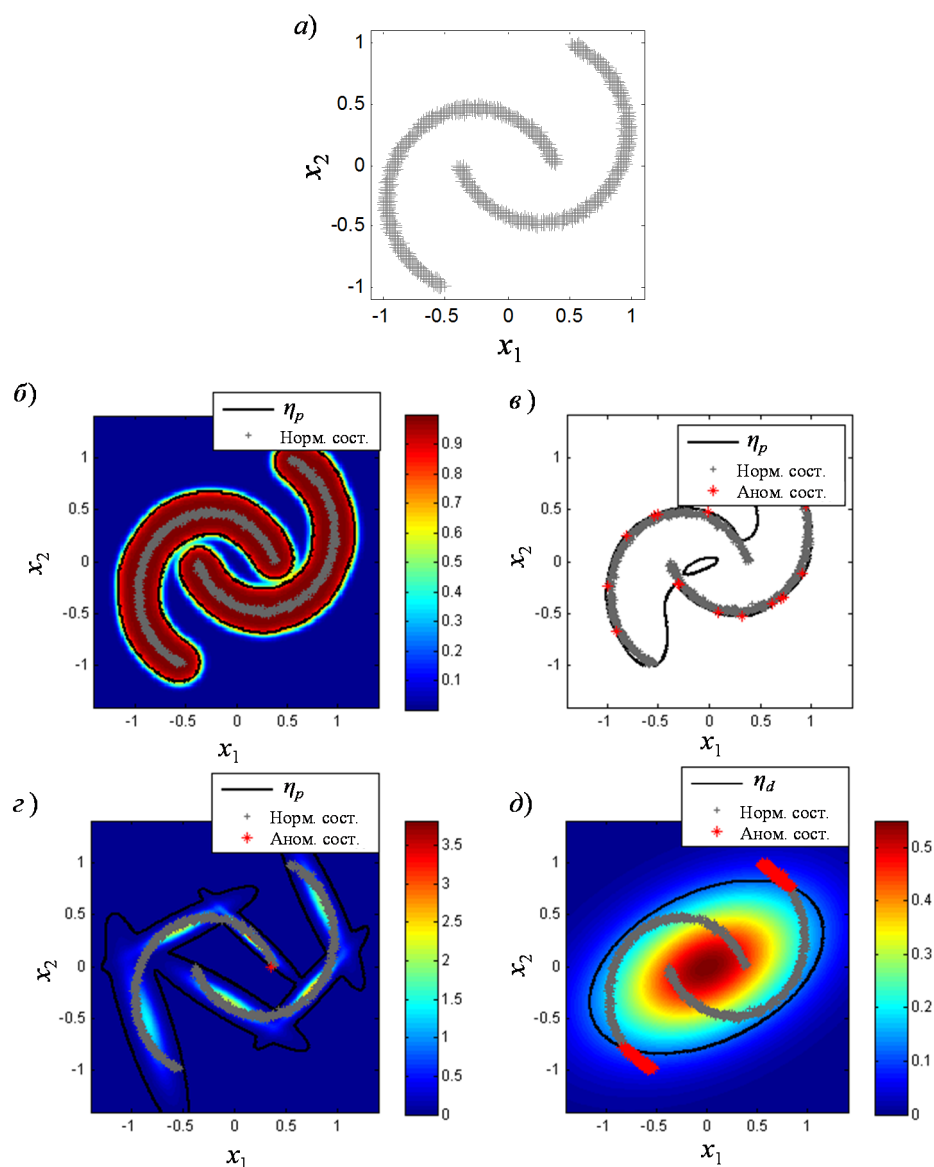 а)
1
0.5
0
-0.5
-1
x2
-1 -0.5 0 0.5 1
x1
б)
ηp
Норм. сост.
1
0.5
0
-0.5
-1
x2
-1 -0.5 0 0.5 1
x1
0.9
0.8
0.7
0.6
0.5
0.4
0.3
0.2
0.1
в)
ηp
Норм. сост.
Аном. сост.
1
0.5
0
-0.5
-1
x2
-1 -0.5 0 0.5 1
x1
г)
ηp
Норм. сост.
Аном. сост.
1
0.5
0
-0.5
-1
x2
-1 -0.5 0 0.5 1
x1
3.5
3
2.5
2
1.5
1
0.5
0
д)
ηd
Норм. сост.
Аном. сост.
1
0.5
0
-0.5
-1
x2
-1 -0.5 0 0.5 1
x1
0.5
0.4
0.3
0.2
0.1
0